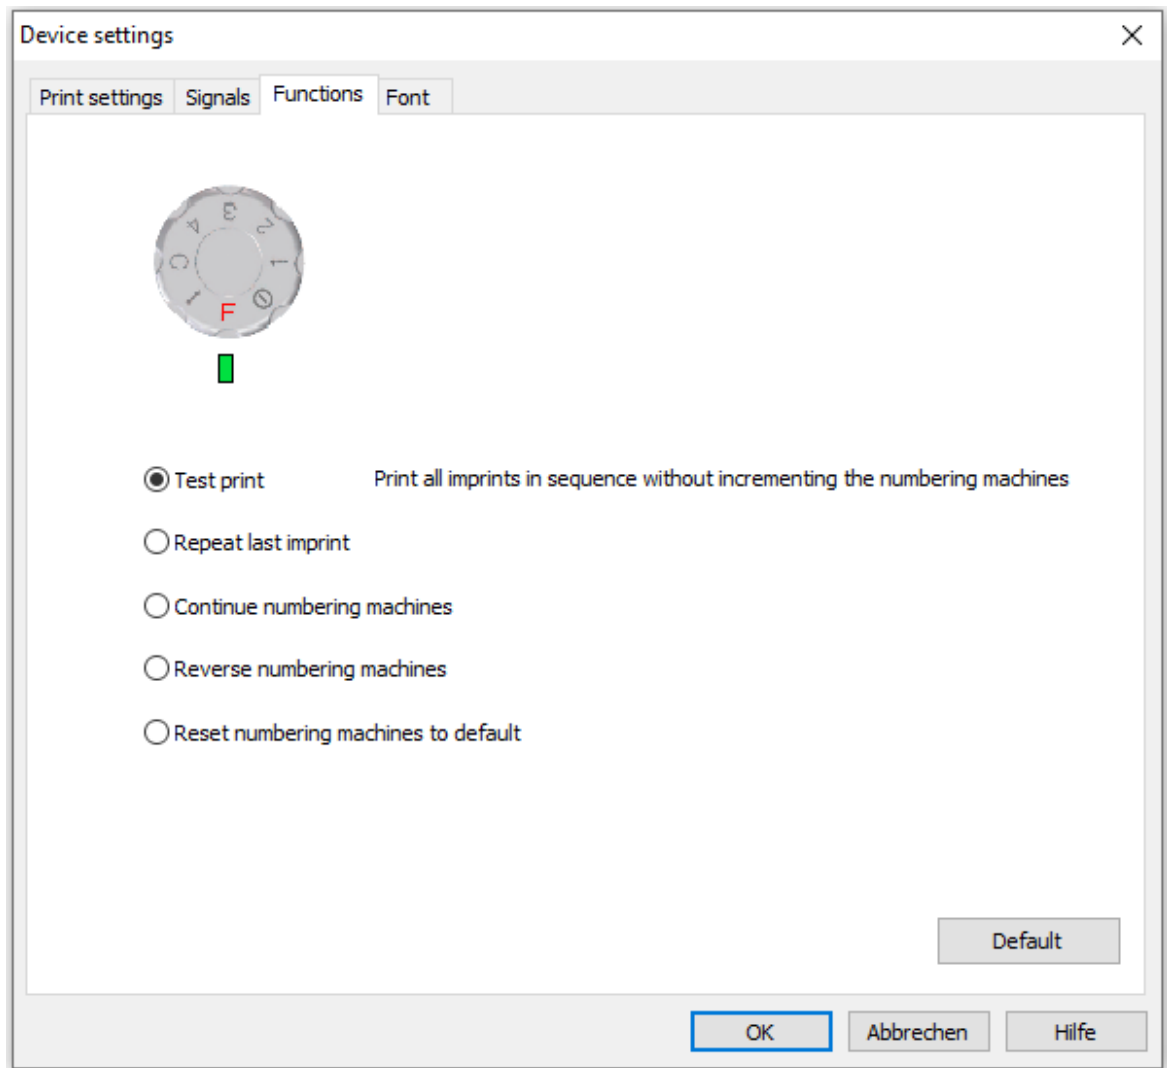 Device settings
Print settings Signals Functions Font
3
4 2
C 1
F
Test print Print all imprints in sequence without incrementing the numbering machines
Repeat last imprint
Continue numbering machines
Reverse numbering machines
Reset numbering machines to default
Default
OK Abbrechen Hilfe